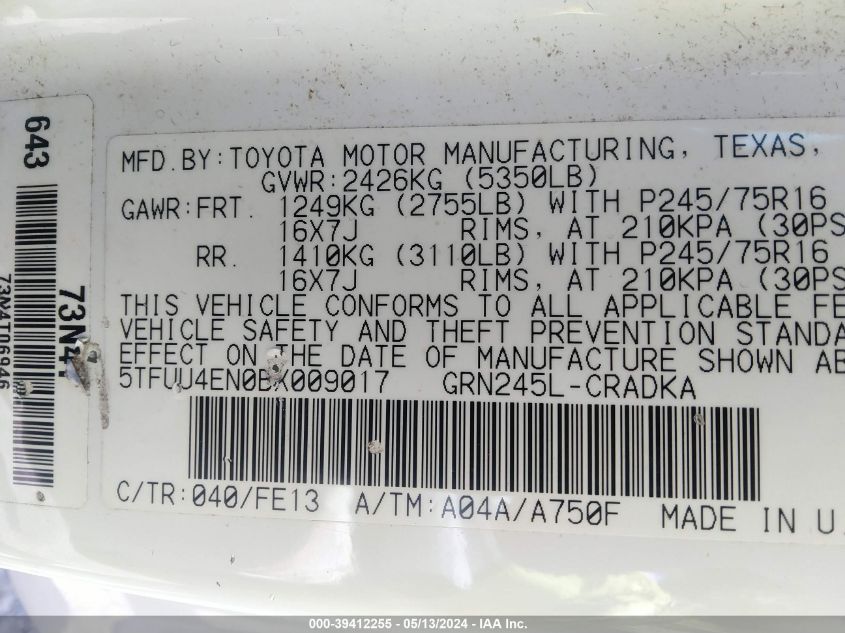 643
73N4T06946
73N4T
MFD.BY:TOYOTA MOTOR MANUFACTURING, TEXAS,
GVWR:2426KG (5350LB)
GAWR:FRT. 1249KG (2755LB) WITH P245/75R16
16X7J RIMS, AT 210KPA (30PS
RR. 1410KG (3110LB) WITH P245/75R16
16X7J RIMS, AT 210KPA (30PS
THIS VEHICLE CONFORMS TO ALL APPLICABLE FE
VEHICLE SAFETY AND THEFT PREVENTION STANDA
EFFECT ON THE DATE OF MANUFACTURE SHOWN AB
5TFUU4EN0BX009017 GRN245L-CRADKA
C/TR:040/FE13 A/TM:A04A/A750F MADE IN U.
000-39412255 - 05/13/2024 - IAA Inc.